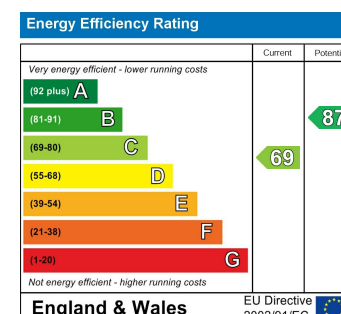 Energy Efficiency Rating
Current
Very energy efficient - lower running costs
(92 plus) A
(81-91) B
87
(69-80) C
69
(55-68) D
(39-54) E
(21-38) F
(1-20) G
Not energy efficient - higher running costs
England & Wales
EU Directive